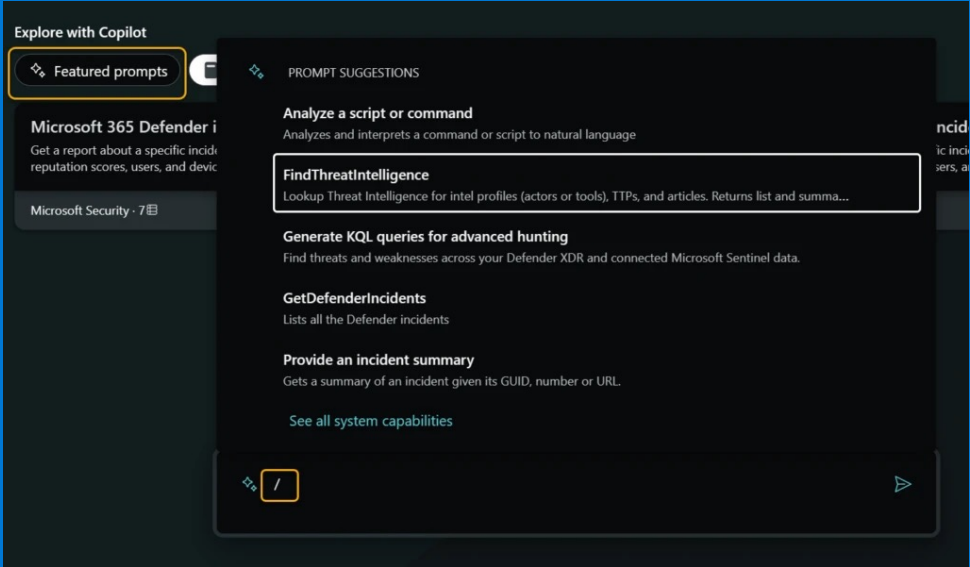 Explore with Copilot
Featured prompts
Microsoft 365 Defender i
Get a report about a specific incid
reputation scores, users, and devic
Microsoft Security · 7
PROMPT SUGGESTIONS
Analyze a script or command
Analyzes and interprets a command or script to natural language
FindThreatIntelligence
Lookup Threat Intelligence for intel profiles (actors or tools), TTPs, and articles. Returns list and summa...
Generate KQL queries for advanced hunting
Find threats and weaknesses across your Defender XDR and connected Microsoft Sentinel data.
GetDefenderIncidents
Lists all the Defender incidents
Provide an incident summary
Gets a summary of an incident given its GUID, number or URL.
See all system capabilities
/
ncid
ic inci
sers, a